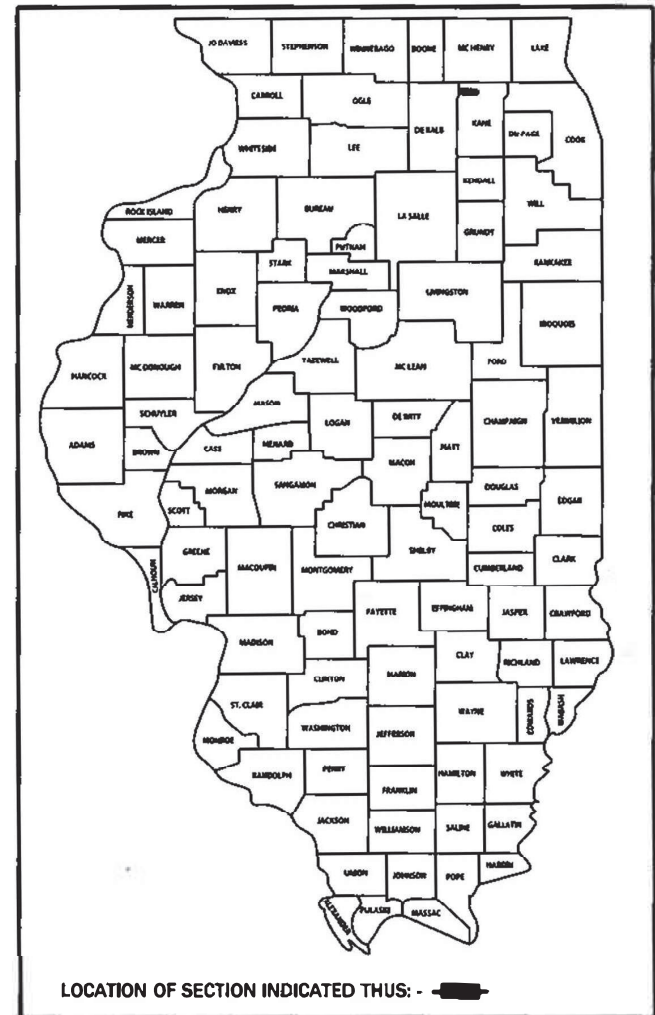 JO DAVIESS STEPHENSON WINNEBAGO BOONE MC HENRY LAKE
CARROLL OGLE DE KALB KANE DU PAGE COOK
WHITESIDE LEE
KENDALL
ROCK ISLAND HENRY BUREAU LA SALLE GRUNDY WILL
MERCER PUTNAM
STARK MARSHALL KANKAKEE
HENDERSON WARREN KNOX PEORIA WOODFORD LIVINGSTON IROQUOIS
HANCOCK MC DONOUGH FULTON TAZEWELL MC LEAN FORD
MASON
SCHUYLER LOGAN DE WITT CHAMPAIGN VERMILION
ADAMS BROWN CASS MENARD MACON PIATT
PIKE SCOTT MORGAN SANGAMON MOULTRIE DOUGLAS EDGAR
CHRISTIAN COLES
GREENE MACOUPIN MONTGOMERY SHELBY CUMBERLAND CLARK
CALHOUN JERSEY FAYETTE EFFINGHAM JASPER CRAWFORD
MADISON BOND
CLAY RICHLAND LAWRENCE
CLINTON MARION
ST. CLAIR WAYNE EDWARDS WABASH
MONROE WASHINGTON JEFFERSON
RANDOLPH PERRY HAMILTON WHITE
FRANKLIN
JACKSON WILLIAMSON SALINE GALLATIN
UNION JOHNSON POPE HARDIN
ALEXANDER PULASKI MASSAC
LOCATION OF SECTION INDICATED THUS: -